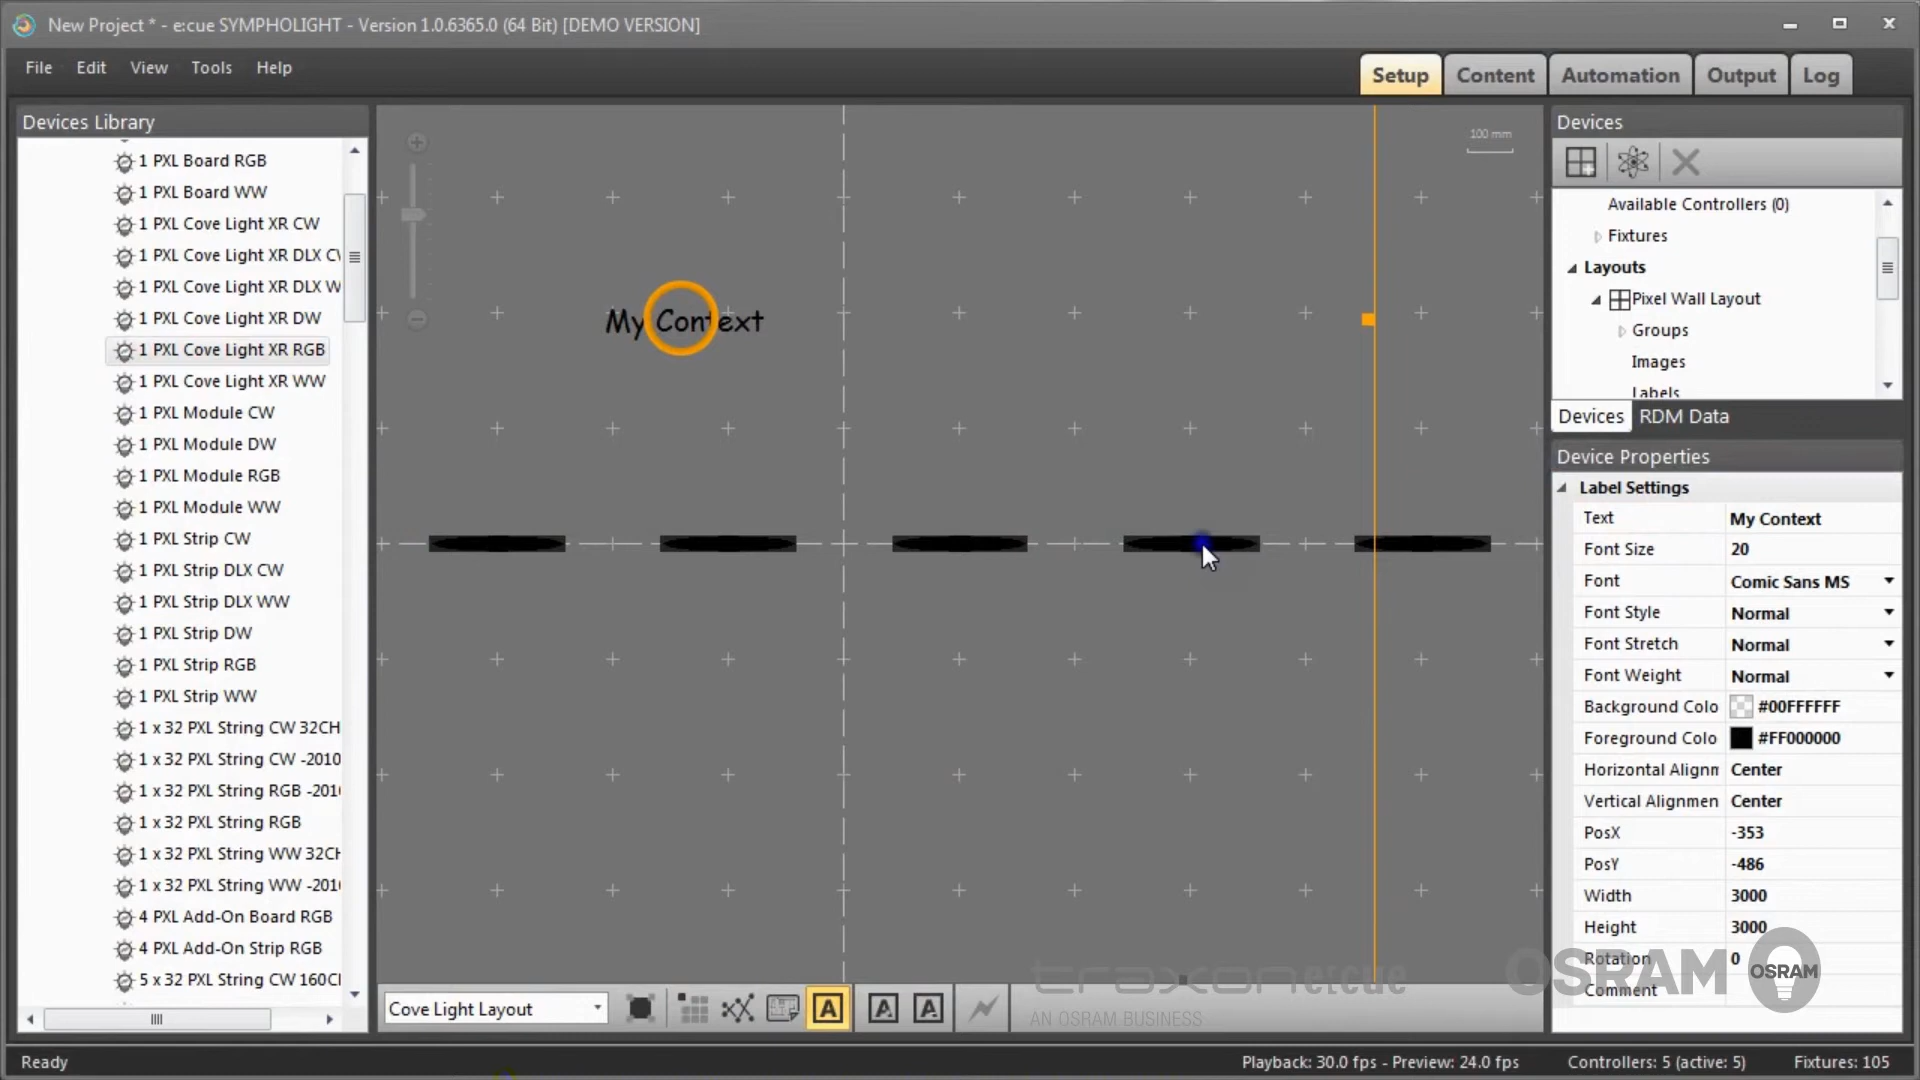 New Project * - e:cue SYMPHOLIGHT - Version 1.0.6365.0 (64 Bit) [DEMO VERSION]
File Edit View Tools Help
Setup Content Automation Output Log
Devices Library
1 PXL Board RGB
1 PXL Board WW
1 PXL Cove Light XR CW
1 PXL Cove Light XR DLX CV
1 PXL Cove Light XR DLX W
1 PXL Cove Light XR DW
1 PXL Cove Light XR RGB
1 PXL Cove Light XR WW
1 PXL Module CW
1 PXL Module DW
1 PXL Module RGB
1 PXL Module WW
1 PXL Strip CW
1 PXL Strip DLX CW
1 PXL Strip DLX WW
1 PXL Strip DW
1 PXL Strip RGB
1 PXL Strip WW
1 x 32 PXL String CW 32CH
1 x 32 PXL String CW -2010
1 x 32 PXL String RGB -201
1 x 32 PXL String RGB
1 x 32 PXL String WW 32CH
1 x 32 PXL String WW -201
4 PXL Add-On Board RGB
4 PXL Add-On Strip RGB
5 x 32 PXL String CW 160CH
100 mm
My Context
Cove Light Layout
A A A
traxon e:cue
AN OSRAM BUSINESS
Devices
Available Controllers (0)
Fixtures
Layouts
Pixel Wall Layout
Groups
Images
Labels
Devices RDM Data
Device Properties
Label Settings
Text My Context
Font Size 20
Font Comic Sans MS
Font Style Normal
Font Stretch Normal
Font Weight Normal
Background Colo #00FFFFFF
Foreground Colo #FF000000
Horizontal Alignm Center
Vertical Alignmen Center
PosX -353
PosY -486
Width 3000
Height 3000
Rotation 0
Comment
OSRAM OSRAM
Ready
Playback: 30.0 fps - Preview: 24.0 fps Controllers: 5 (active: 5) Fixtures: 105